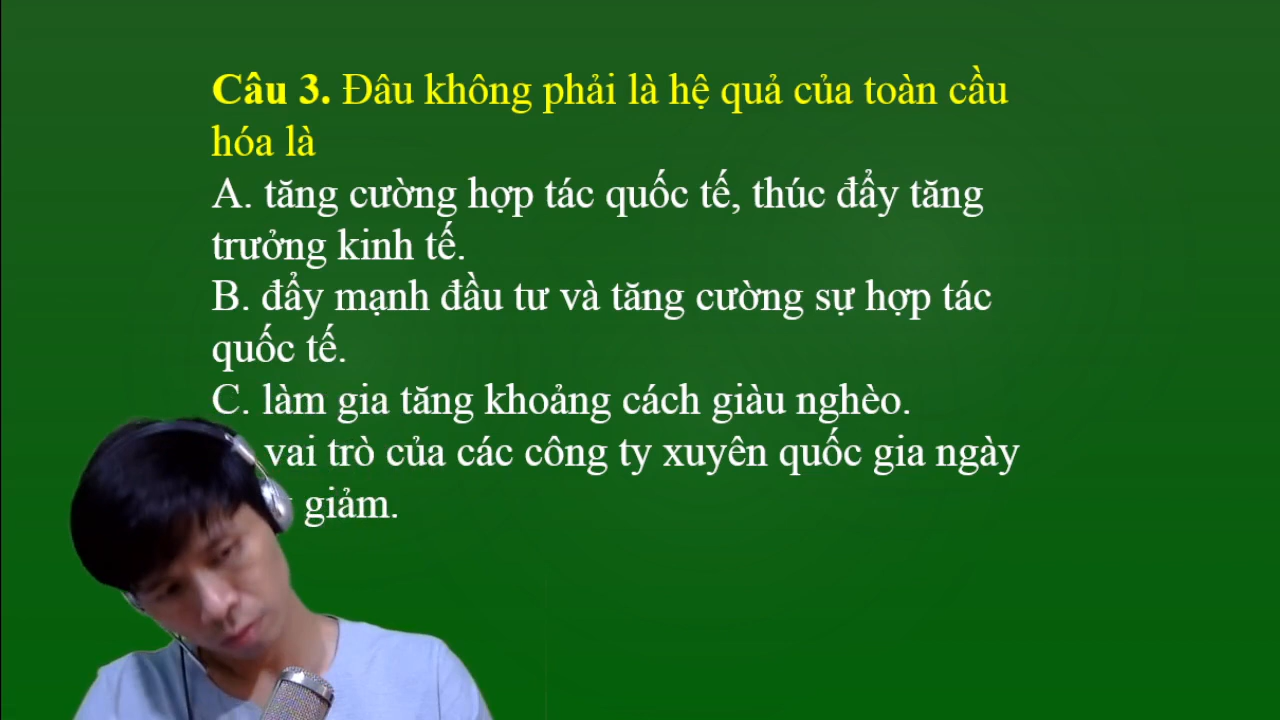 Câu 3. Đâu không phải là hệ quả của toàn cầu
hóa là
A. tăng cường hợp tác quốc tế, thúc đẩy tăng
trưởng kinh tế.
B. đẩy mạnh đầu tư và tăng cường sự hợp tác
quốc tế.
C. làm gia tăng khoảng cách giàu nghèo.
vai trò của các công ty xuyên quốc gia ngày
giảm.